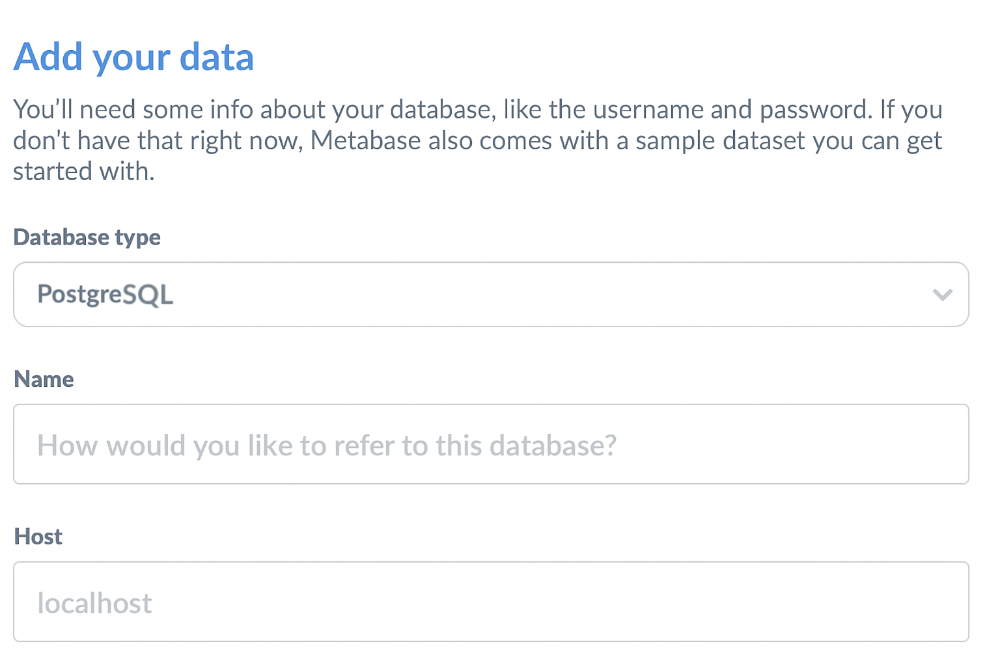 Add your data
You’ll need some info about your database, like the username and password. If you
don't have that right now, Metabase also comes with a sample dataset you can get
started with.
Database type
PostgreSQL
Name
How would you like to refer to this database?
Host
localhost